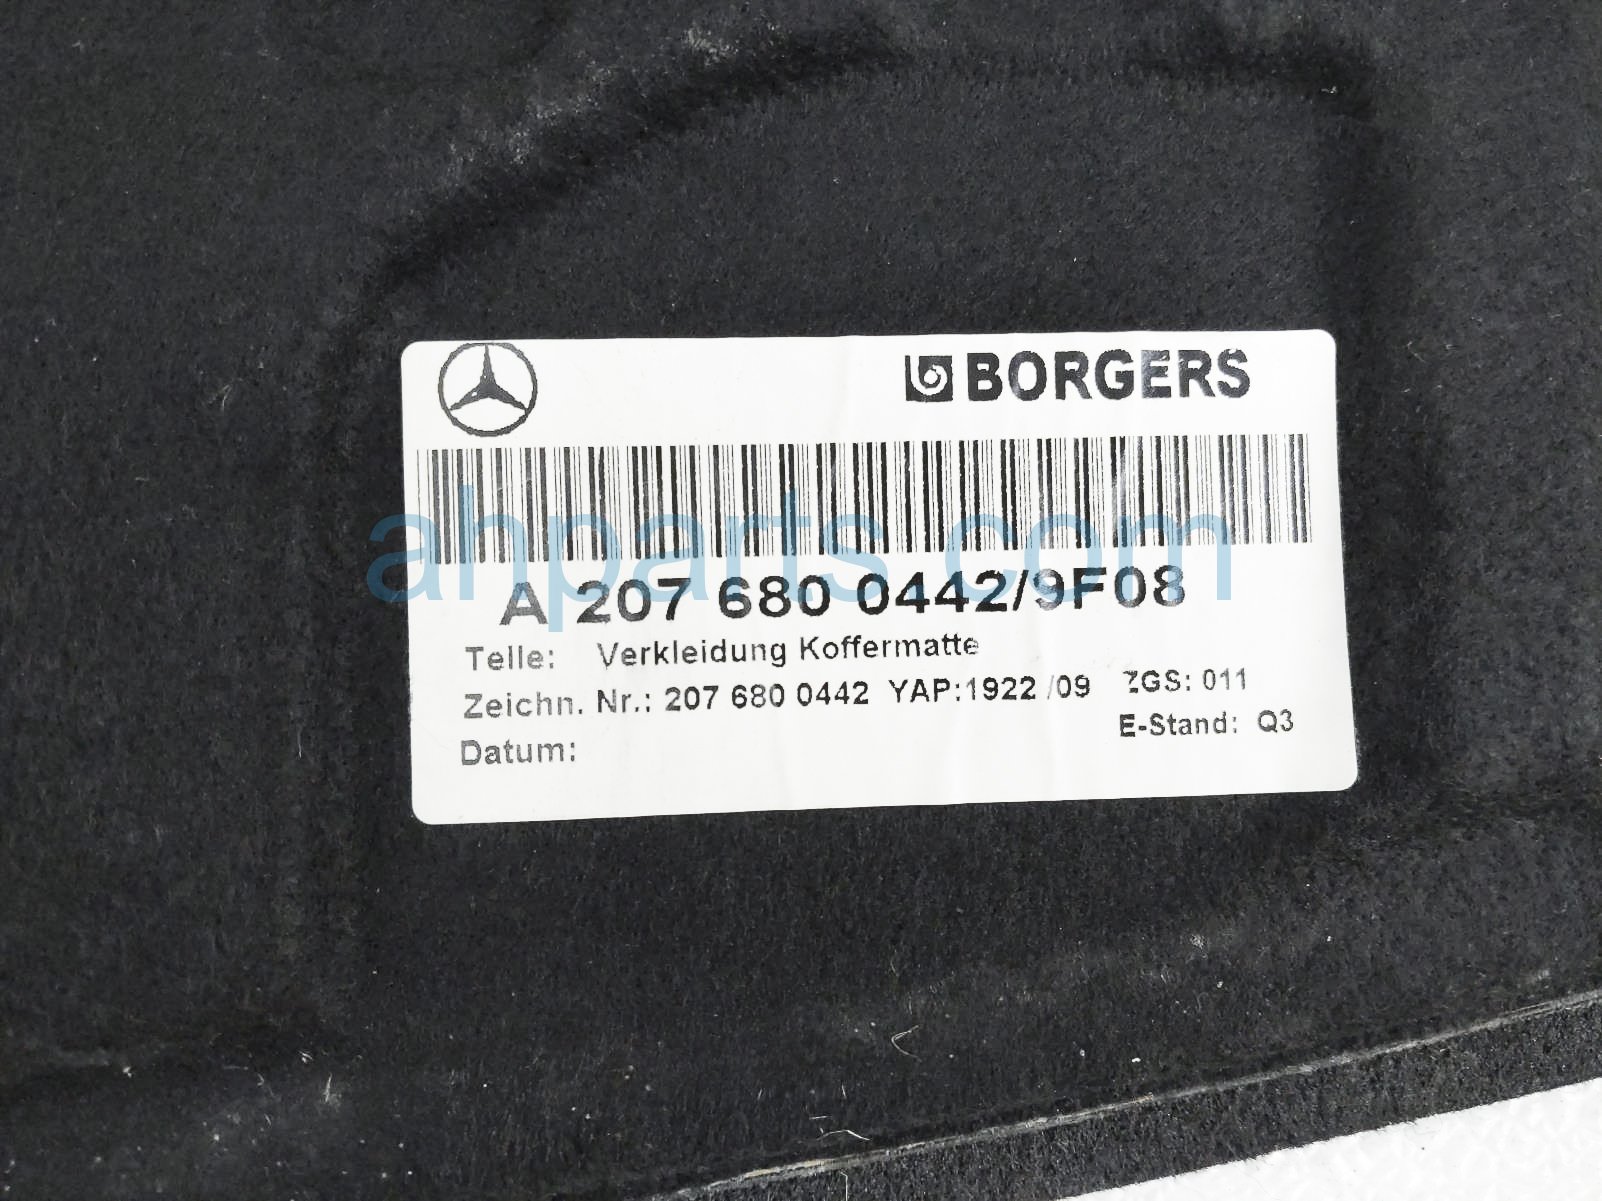 BORGERS
ahparts.com
A 207 680 0442/9F08
Telle: Verkleidung Koffermatte
Zeichn. Nr.: 207 680 0442 YAP:1922 /09 ZGS: 011
Datum: E-Stand: Q3